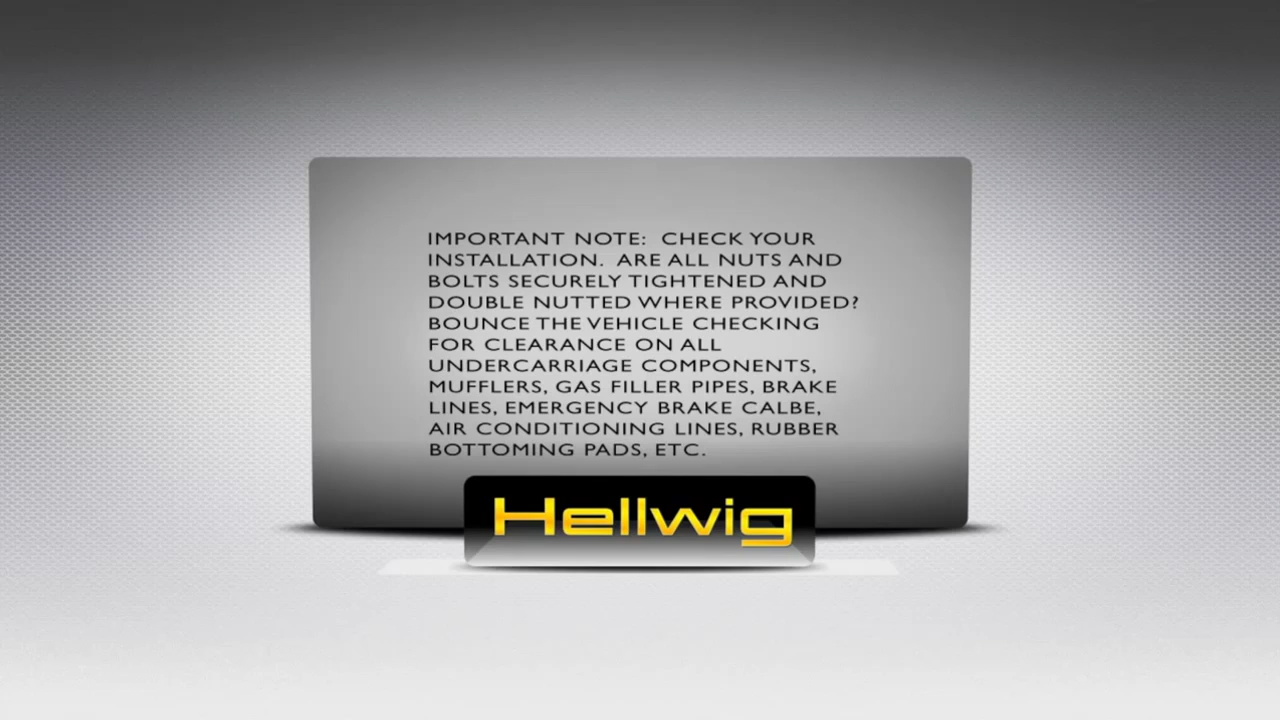 IMPORTANT NOTE: CHECK YOUR
INSTALLATION. ARE ALL NUTS AND
BOLTS SECURELY TIGHTENED AND
DOUBLE NUTTED WHERE PROVIDED?
BOUNCE THE VEHICLE CHECKING
FOR CLEARANCE ON ALL
UNDERCARRIAGE COMPONENTS,
MUFFLERS, GAS FILLER PIPES, BRAKE
LINES, EMERGENCY BRAKE CALBE,
AIR CONDITIONING LINES, RUBBER
BOTTOMING PADS, ETC.
Hellwig